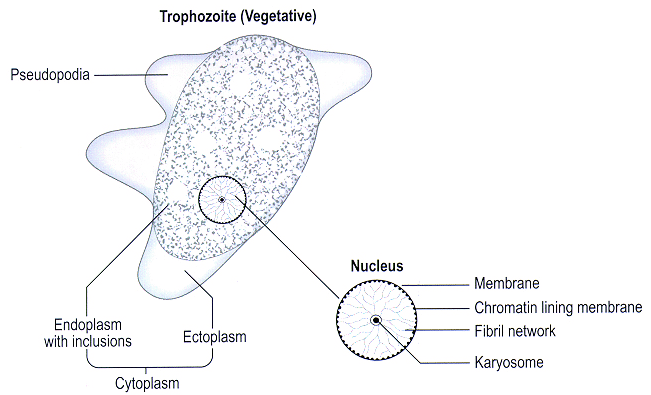 Trophozoite (Vegetative)
Pseudopodia
Nucleus
Membrane
Chromatin lining membrane
Fibril network
Karyosome
Endoplasm
with inclusions
Ectoplasm
Cytoplasm